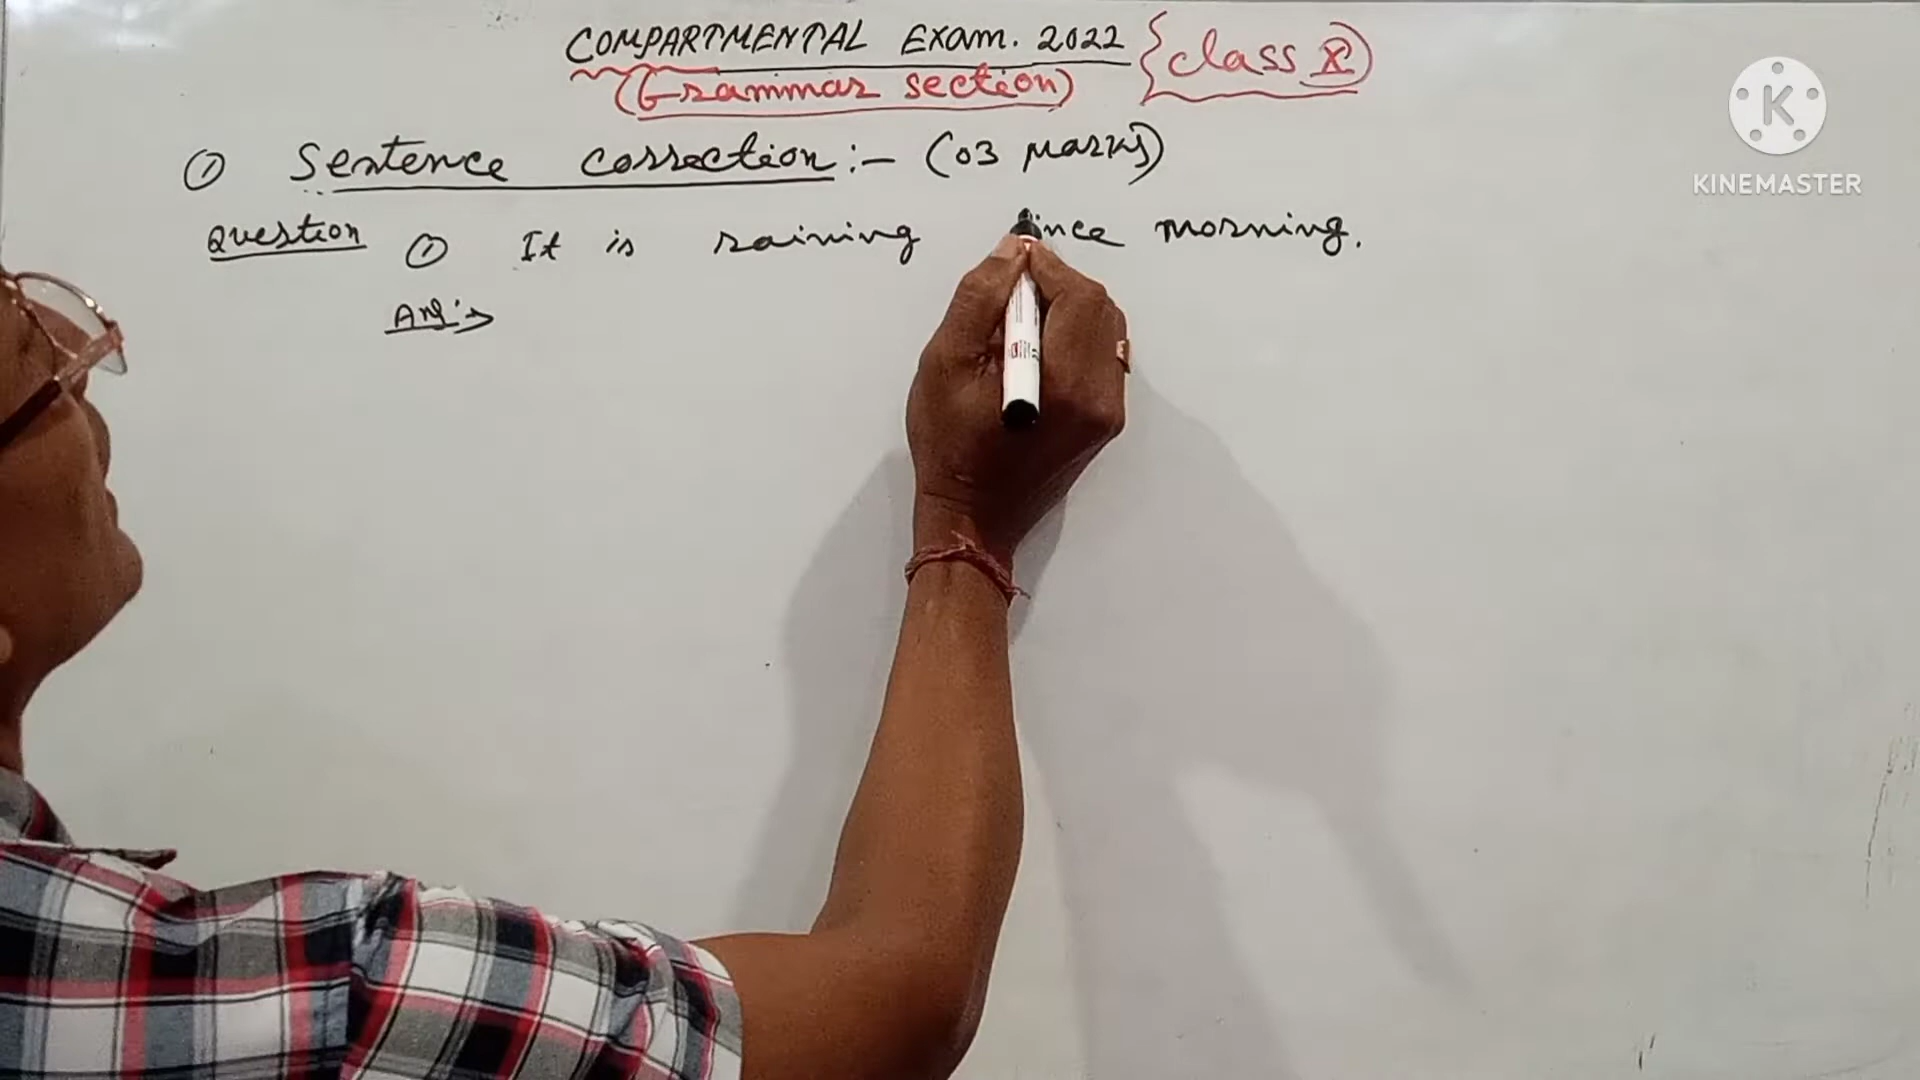 COMPARTMENTAL Exam. 2022 {class X)
(Grammar section)
① Sentence correction:- (03 Marks)
Question ① It is raining since morning.
Ans:→
K
KINEMASTER